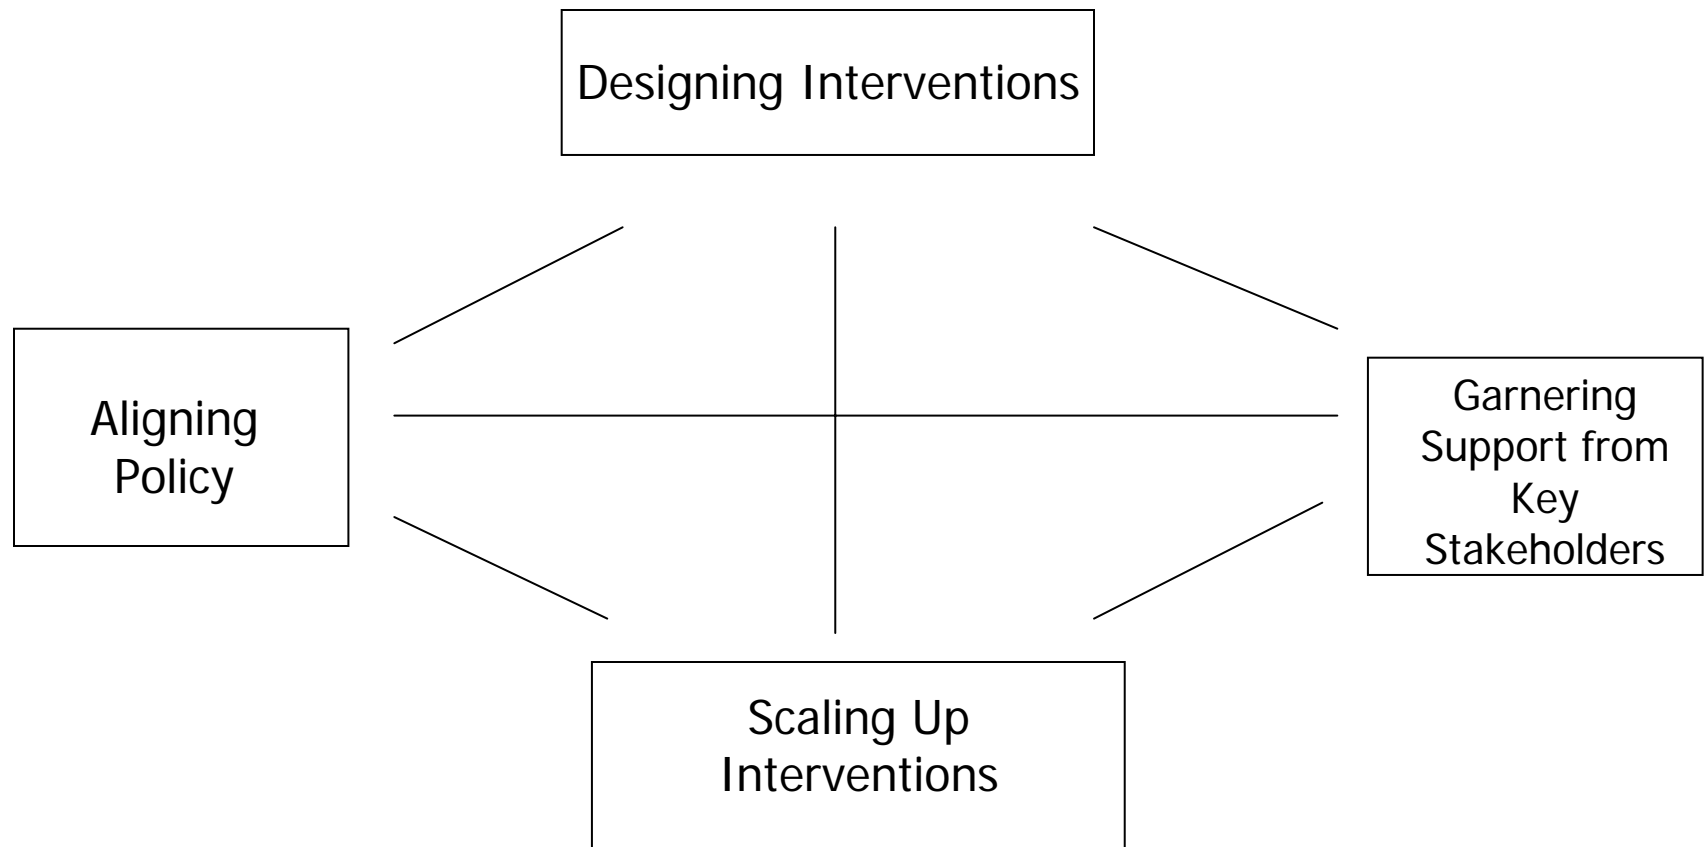 Designing Interventions
Aligning
Policy
Garnering
Support from
Key
Stakeholders
Scaling Up
Interventions